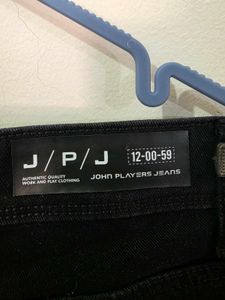 J / P / J
12-00-59
AUTHENTIC QUALITY
WORK AND PLAY CLOTHING
JOHN PLAYERS JEANS